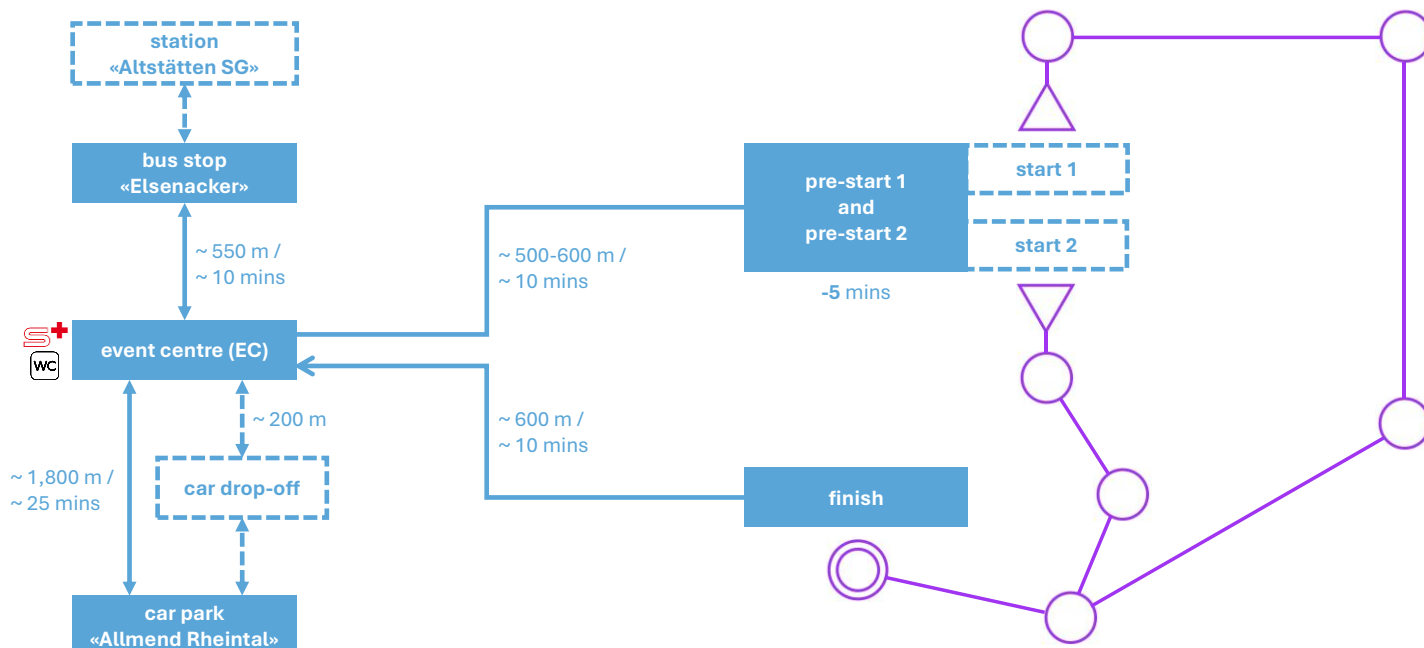 station
«Altstätten SG»
bus stop
«Elsenacker»
~ 550 m /
~ 10 mins
event centre (EC)
S+
WC
~ 200 m
~ 1,800 m /
~ 25 mins
car drop-off
car park
«Allmend Rheintal»
~ 500-600 m /
~ 10 mins
~ 600 m /
~ 10 mins
pre-start 1
and
pre-start 2
-5 mins
start 1
start 2
finish